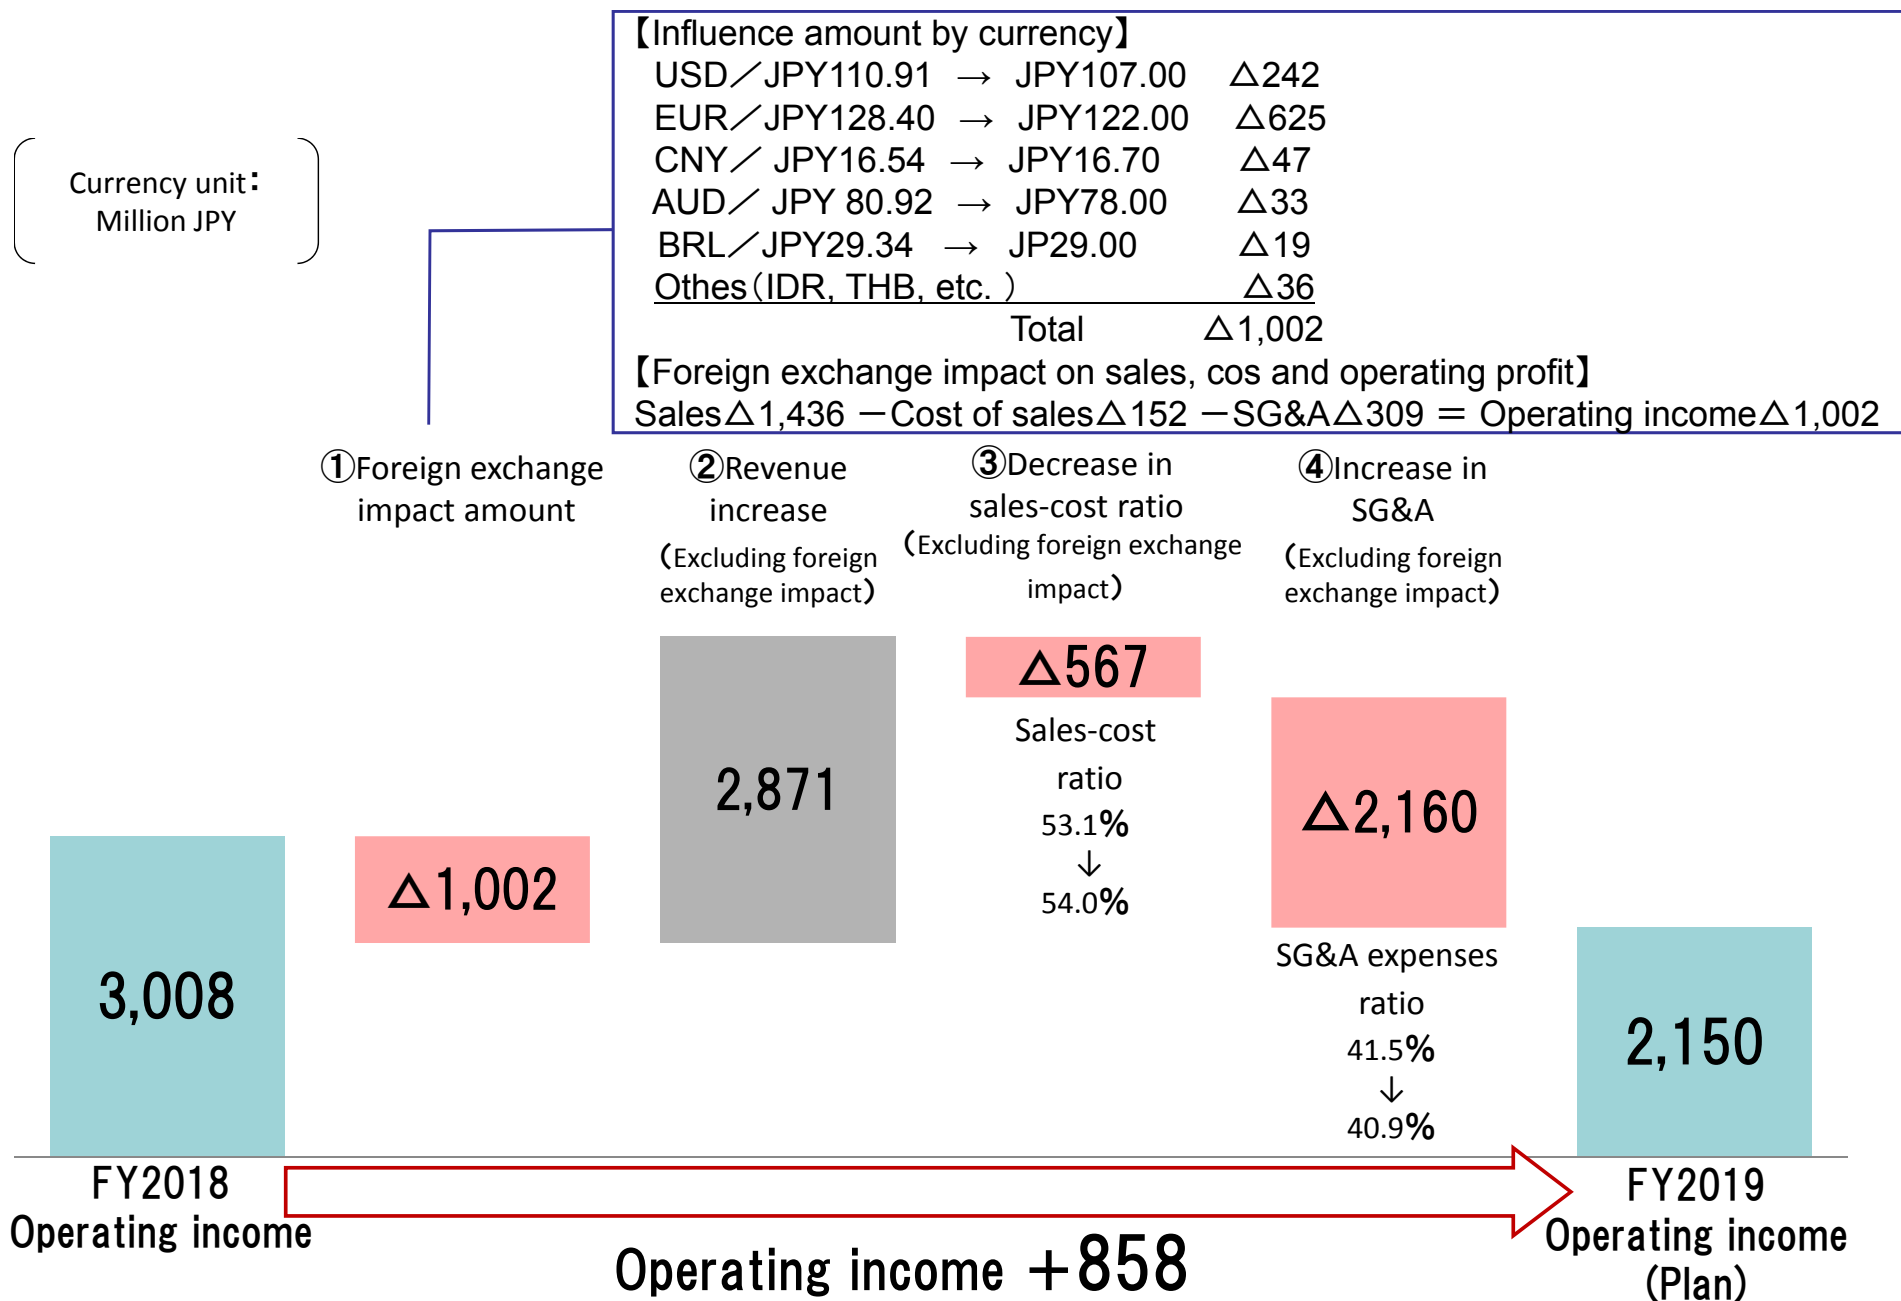 【Influence amount by currency】
USD／JPY110.91 → JPY107.00 △242
EUR／JPY128.40 → JPY122.00 △625
CNY／ JPY16.54 → JPY16.70 △47
AUD／ JPY 80.92 → JPY78.00 △33
BRL／JPY29.34 → JP29.00 △19
Othes（IDR, THB, etc. ） △36
Total △1,002
【Foreign exchange impact on sales, cos and operating profit】
Sales△1,436 －Cost of sales△152 －SG&A△309 ＝ Operating income△1,002
Currency unit：
Million JPY
①Foreign exchange
impact amount
②Revenue
increase
（Excluding foreign
exchange impact）
③Decrease in
sales-cost ratio
（Excluding foreign exchange
impact）
④Increase in
SG&A
（Excluding foreign
exchange impact）
3,008
△1,002
2,871
△567
Sales-cost
ratio
53.1%
↓
54.0%
△2,160
SG&A expenses
ratio
41.5%
↓
40.9%
2,150
FY2018
Operating income
Operating income ＋858
FY2019
Operating income
(Plan)